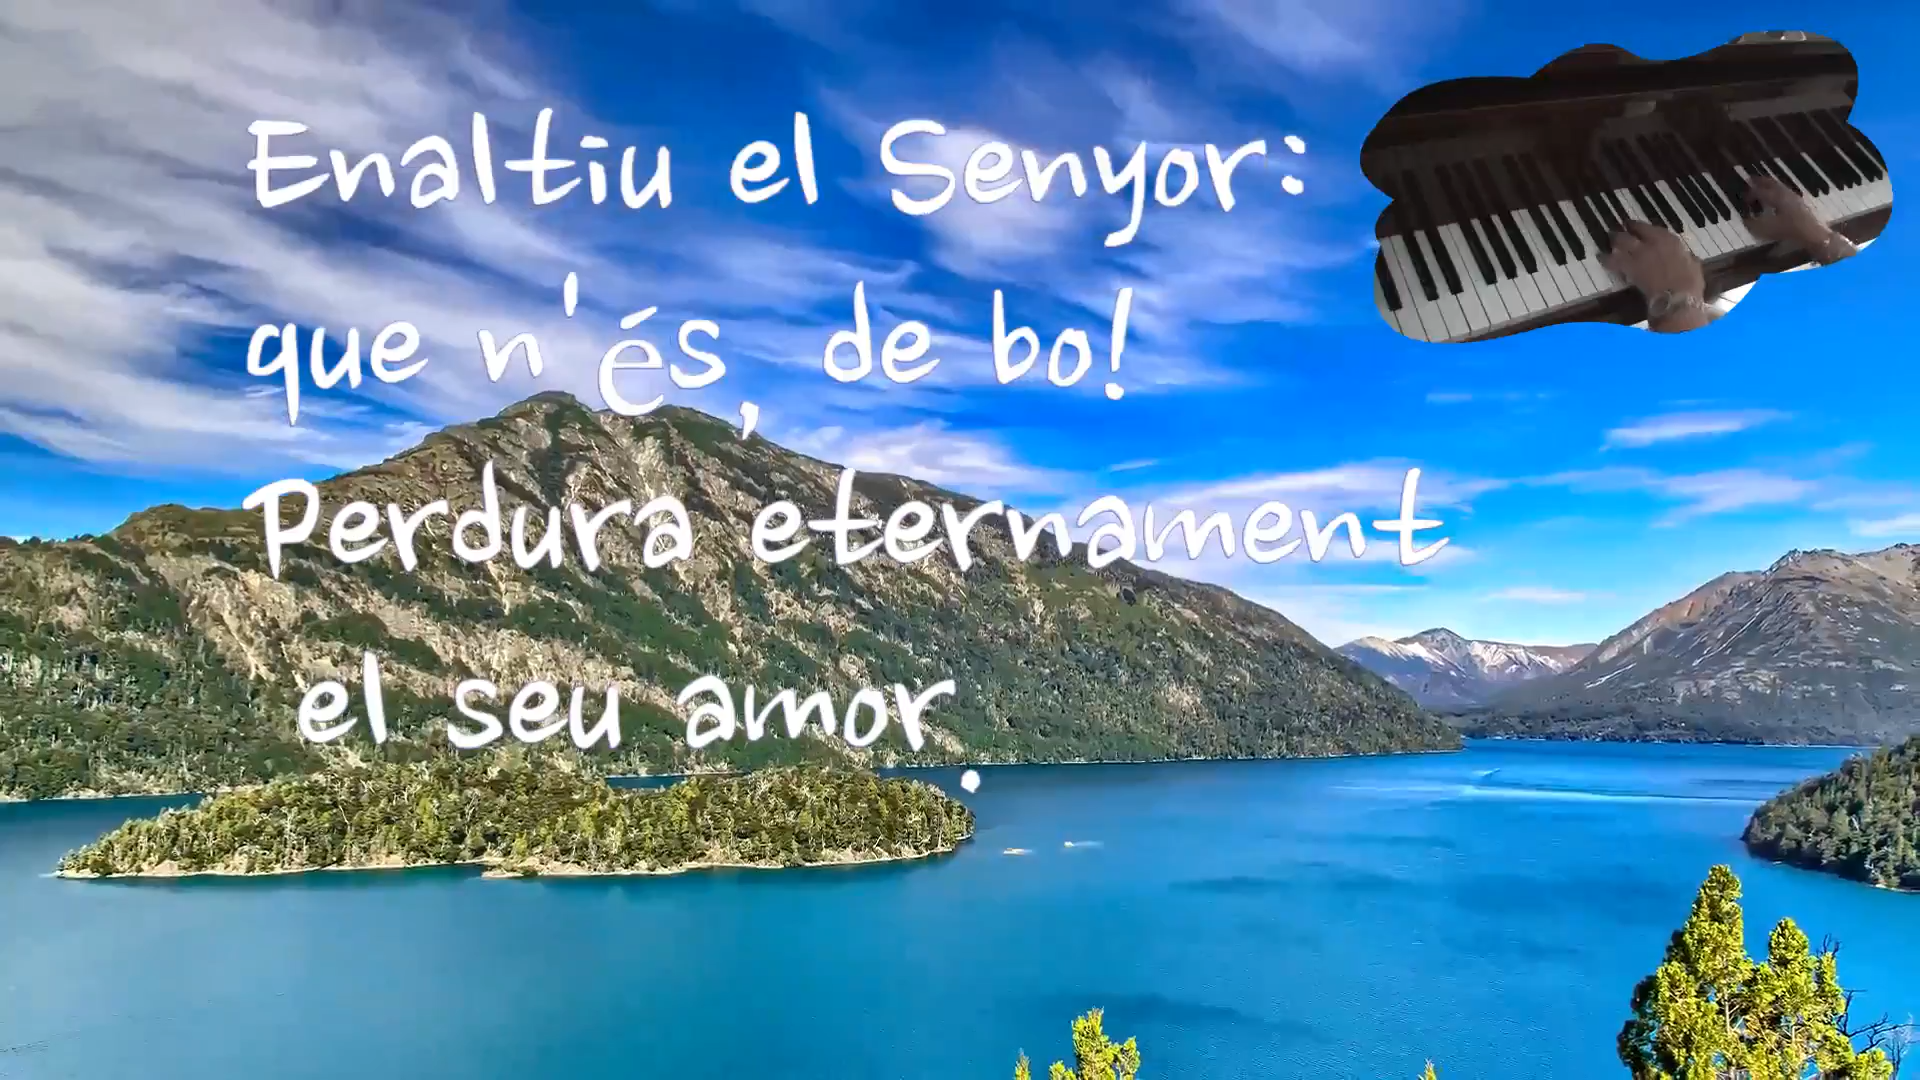 Enaltiu el Senyor:
que n'és, de bo!
Perdura eternament
el seu amor.